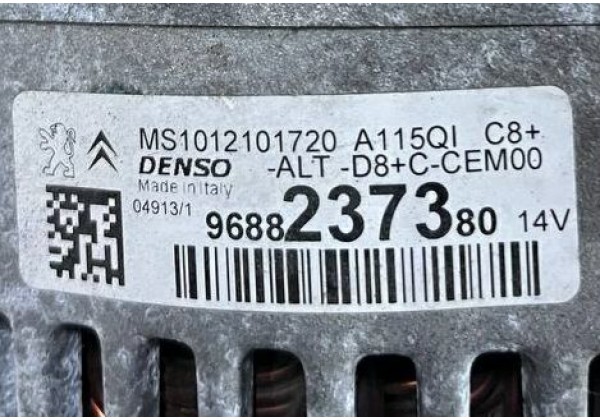 MS1012101720 A115QI C8+
DENSO -ALT -D8+C-CEM00
Made in Italy
04913/1
9688237380 14V